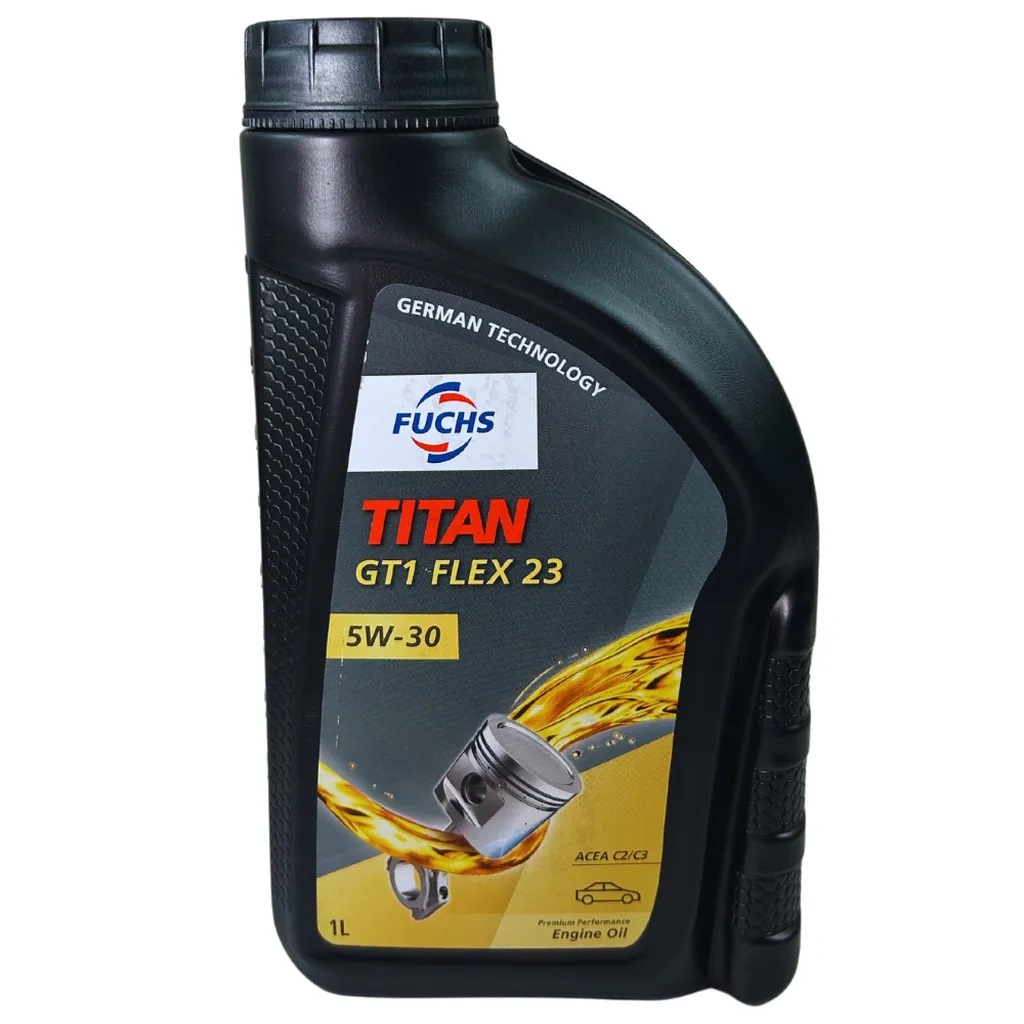 GERMAN TECHNOLOGY
FUCHS
TITAN
GT1 FLEX 23
5W-30
ACEA C2/C3
Premium Performance
Engine Oil
1L